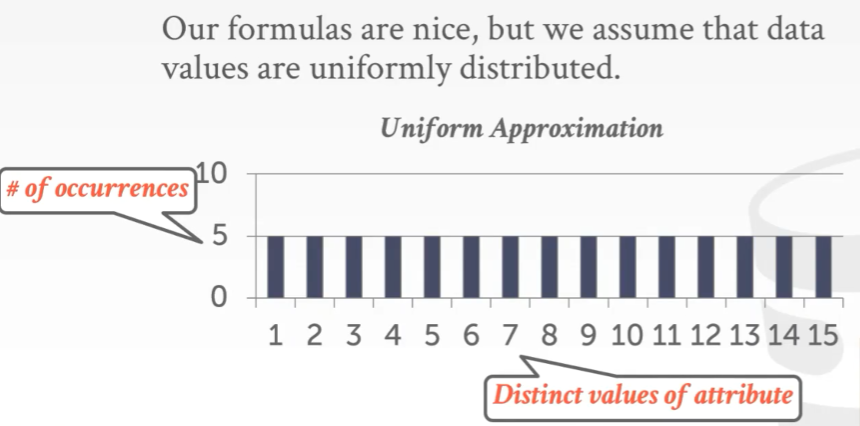 Our formulas are nice, but we assume that data
values are uniformly distributed.
Uniform Approximation
# of occurrences
10
5
0
1 2 3 4 5 6 7 8 9 10 11 12 13 14 15
Distinct values of attribute